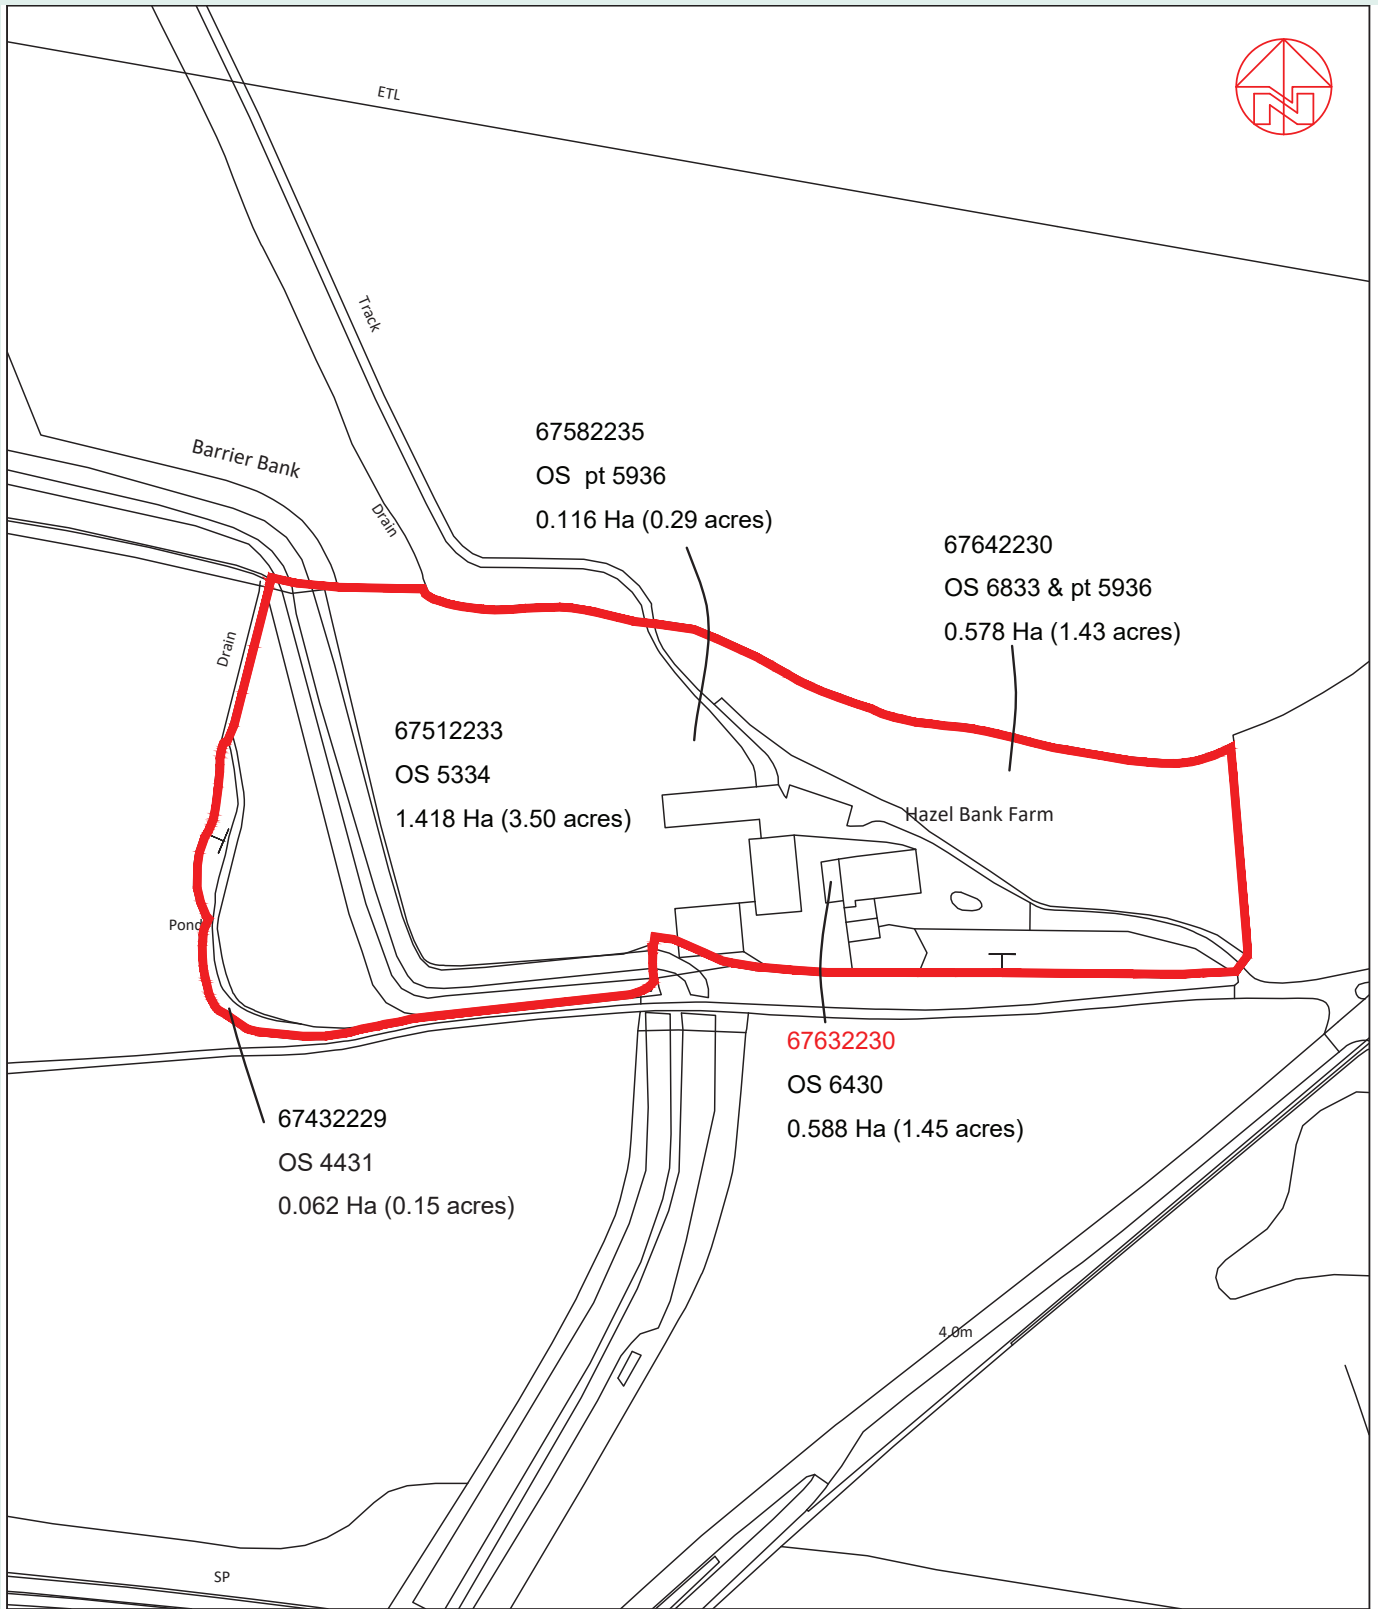 N
ETL
Track
67582235
OS pt 5936
0.116 Ha (0.29 acres)
Barrier Bank
Drain
67642230
OS 6833 & pt 5936
0.578 Ha (1.43 acres)
Drain
67512233
OS 5334
1.418 Ha (3.50 acres)
Hazel Bank Farm
Pond
67632230
OS 6430
0.588 Ha (1.45 acres)
67432229
OS 4431
0.062 Ha (0.15 acres)
4.0m
SP